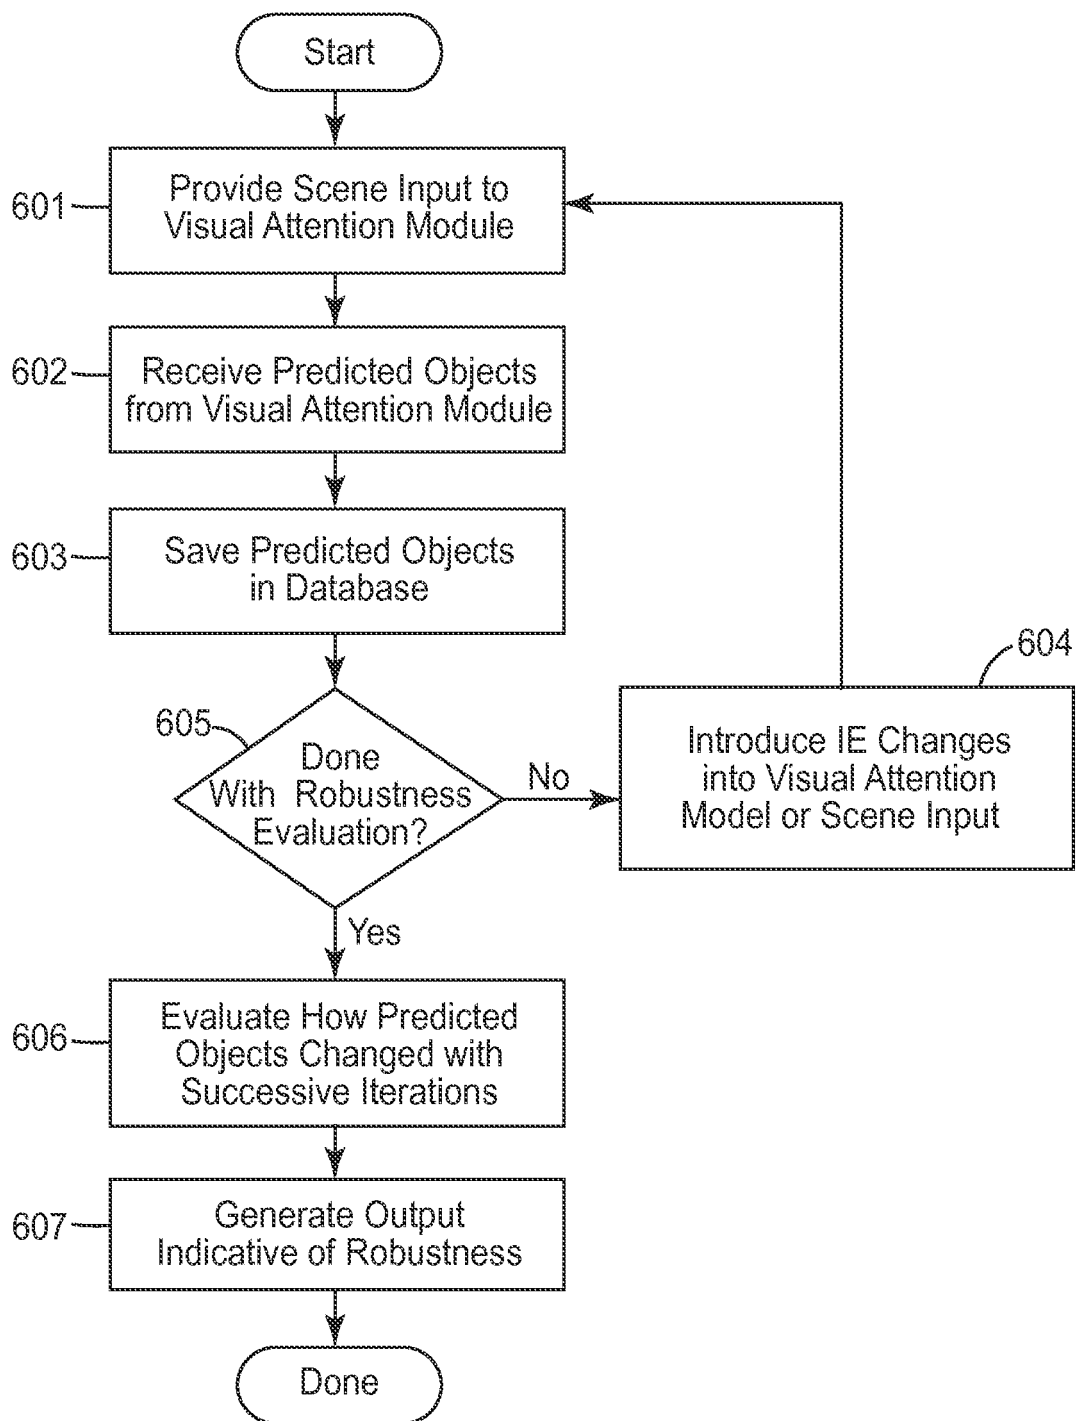 Start
601
Provide Scene Input to
Visual Attention Module
602
Receive Predicted Objects
from Visual Attention Module
603
Save Predicted Objects
in Database
604
Introduce IE Changes
into Visual Attention
Model or Scene Input
605
Done
With Robustness
Evaluation?
No
Yes
606
Evaluate How Predicted
Objects Changed with
Successive Iterations
607
Generate Output
Indicative of Robustness
Done